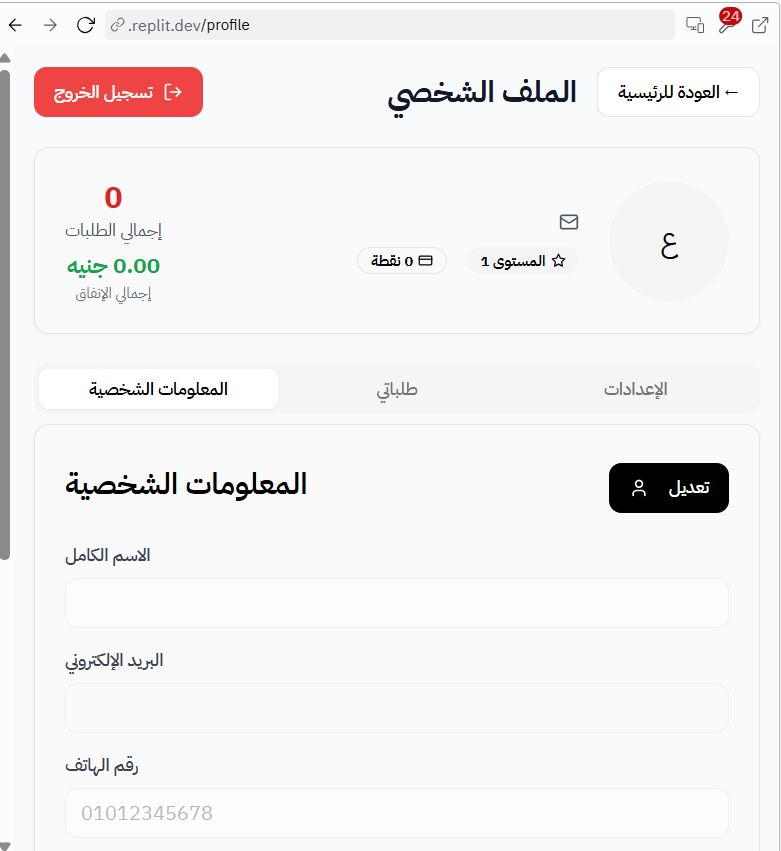 .replit.dev/profile
24
← العودة للرئيسية
الملف الشخصي
تسجيل الخروج
ع
المستوى 1
0 نقطة
0
إجمالي الطلبات
0.00 جنيه
إجمالي الإنفاق
الإعدادات
طلباتي
المعلومات الشخصية
تعديل
المعلومات الشخصية
الاسم الكامل
البريد الإلكتروني
رقم الهاتف
01012345678